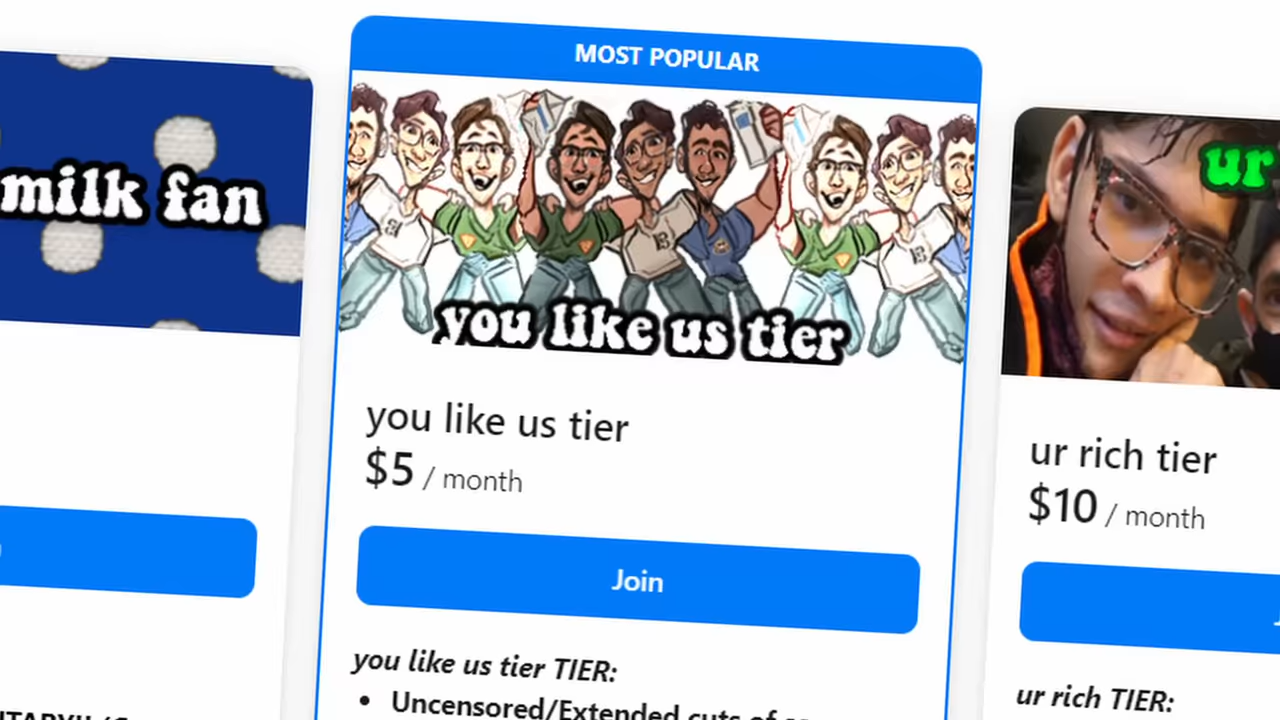 milk fan
MOST POPULAR
you like us tier
you like us tier
$5 / month
Join
you like us tier TIER:
• Uncensored/Extended cuts of
ur
ur rich tier
$10 / month
ur rich TIER: